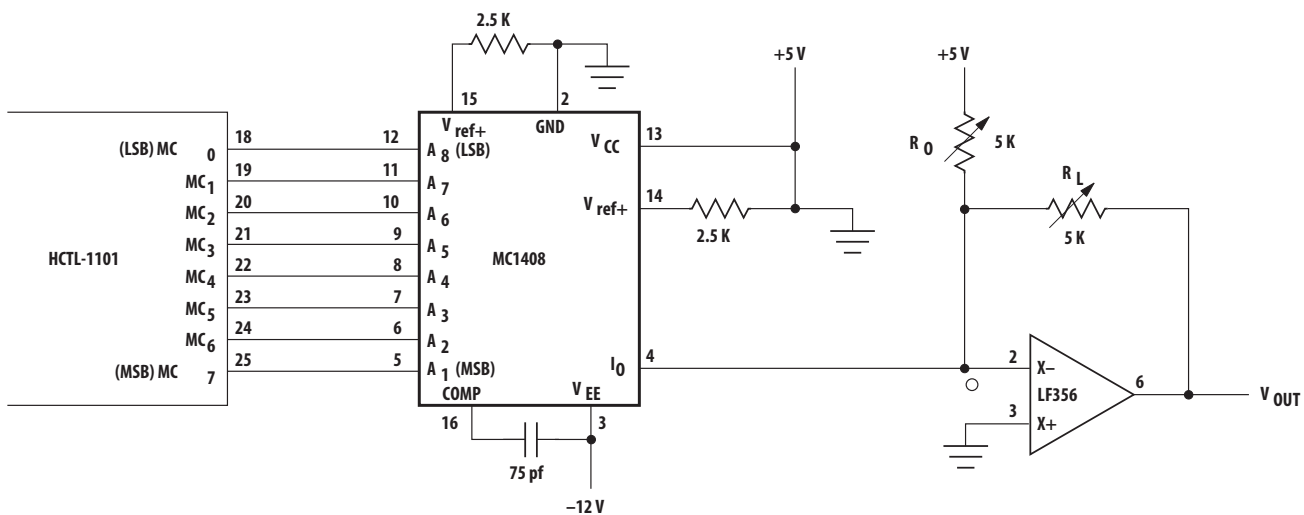 2.5 K
+5 V
+5 V
15
2
V ref+
GND
13
V CC
(LSB) MC 0
18
12
A 8 (LSB)
R O
5 K
MC 1
19
11
A 7
R L
14
V ref+
MC 2
20
10
A 6
2.5 K
5 K
MC 3
21
9
A 5
HCTL-1101
MC1408
MC 4
22
8
A 4
MC 5
23
7
A 3
MC 6
24
6
A 2
(MSB) MC 7
25
5
A 1 (MSB)
I O
4
2
X–
COMP
V EE
LF356
6
V OUT
3
X+
16
3
75 pf
–12 V